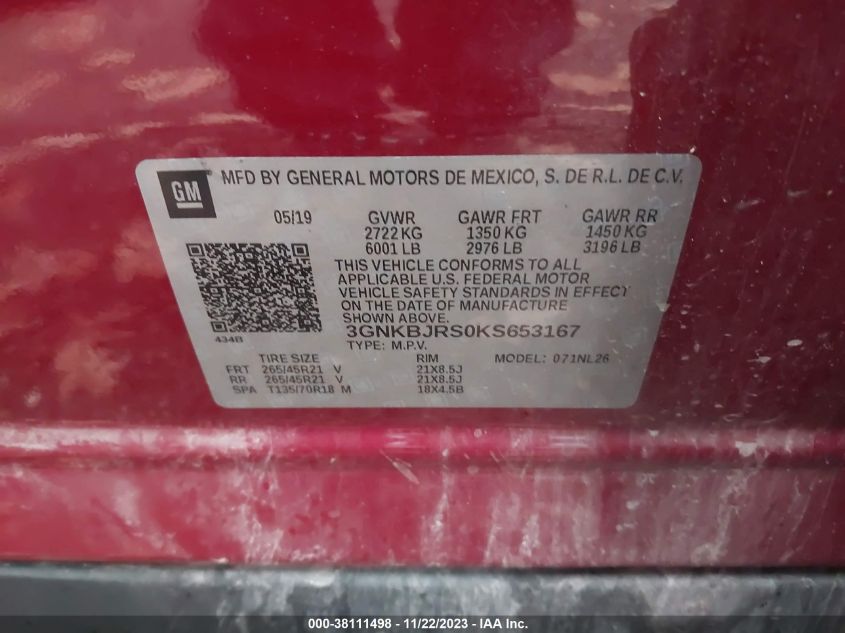 GM
MFD BY GENERAL MOTORS DE MEXICO, S. DE R.L. DE C.V.
05/19 GVWR GAWR FRT GAWR RR
2722 KG 1350 KG 1450 KG
6001 LB 2976 LB 3196 LB
THIS VEHICLE CONFORMS TO ALL
APPLICABLE U.S. FEDERAL MOTOR
VEHICLE SAFETY STANDARDS IN EFFECT
ON THE DATE OF MANUFACTURE
SHOWN ABOVE.
434B
3GNKBJRS0KS653167
TYPE: M.P.V. MODEL: 071NL26
TIRE SIZE RIM
FRT 265/45R21 V 21X8.5J
RR 265/45R21 V 21X8.5J
SPA T135/70R18 M 18X4.5B
000-38111498 - 11/22/2023 - IAA Inc.